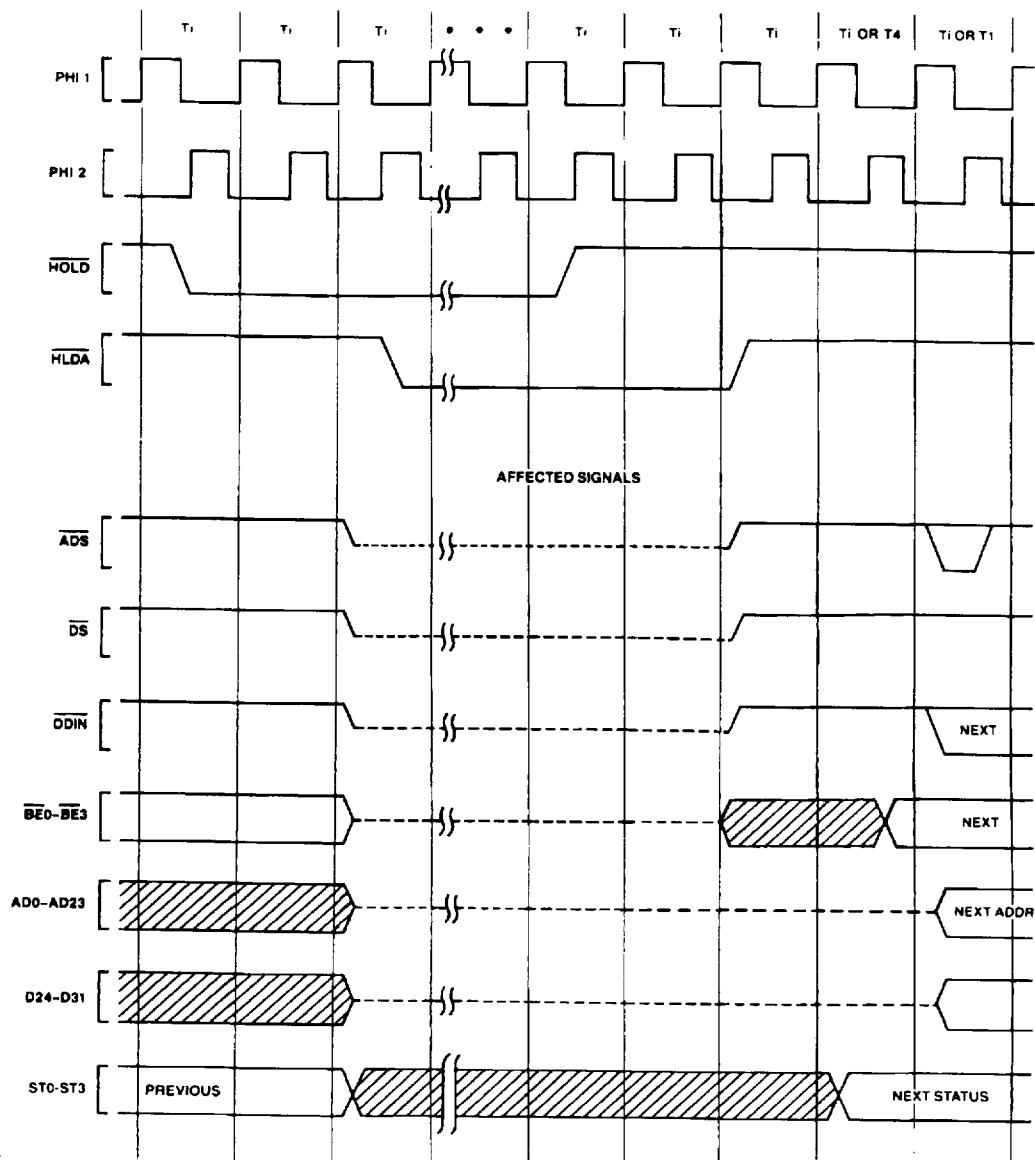 Ti Ti Ti • • • Ti Ti Ti Ti OR T4 Ti OR T1
PHI 1
PHI 2
HOLD
HLDA
AFFECTED SIGNALS
ADS
DS
DDIN
NEXT
BE0-BE3
NEXT
AD0-AD23
NEXT ADDR
D24-D31
ST0-ST3
PREVIOUS
NEXT STATUS